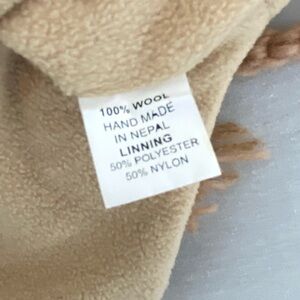 100% WOOL
HAND MADE
IN NEPAL
LINNING
50% POLYESTER
50% NYLON